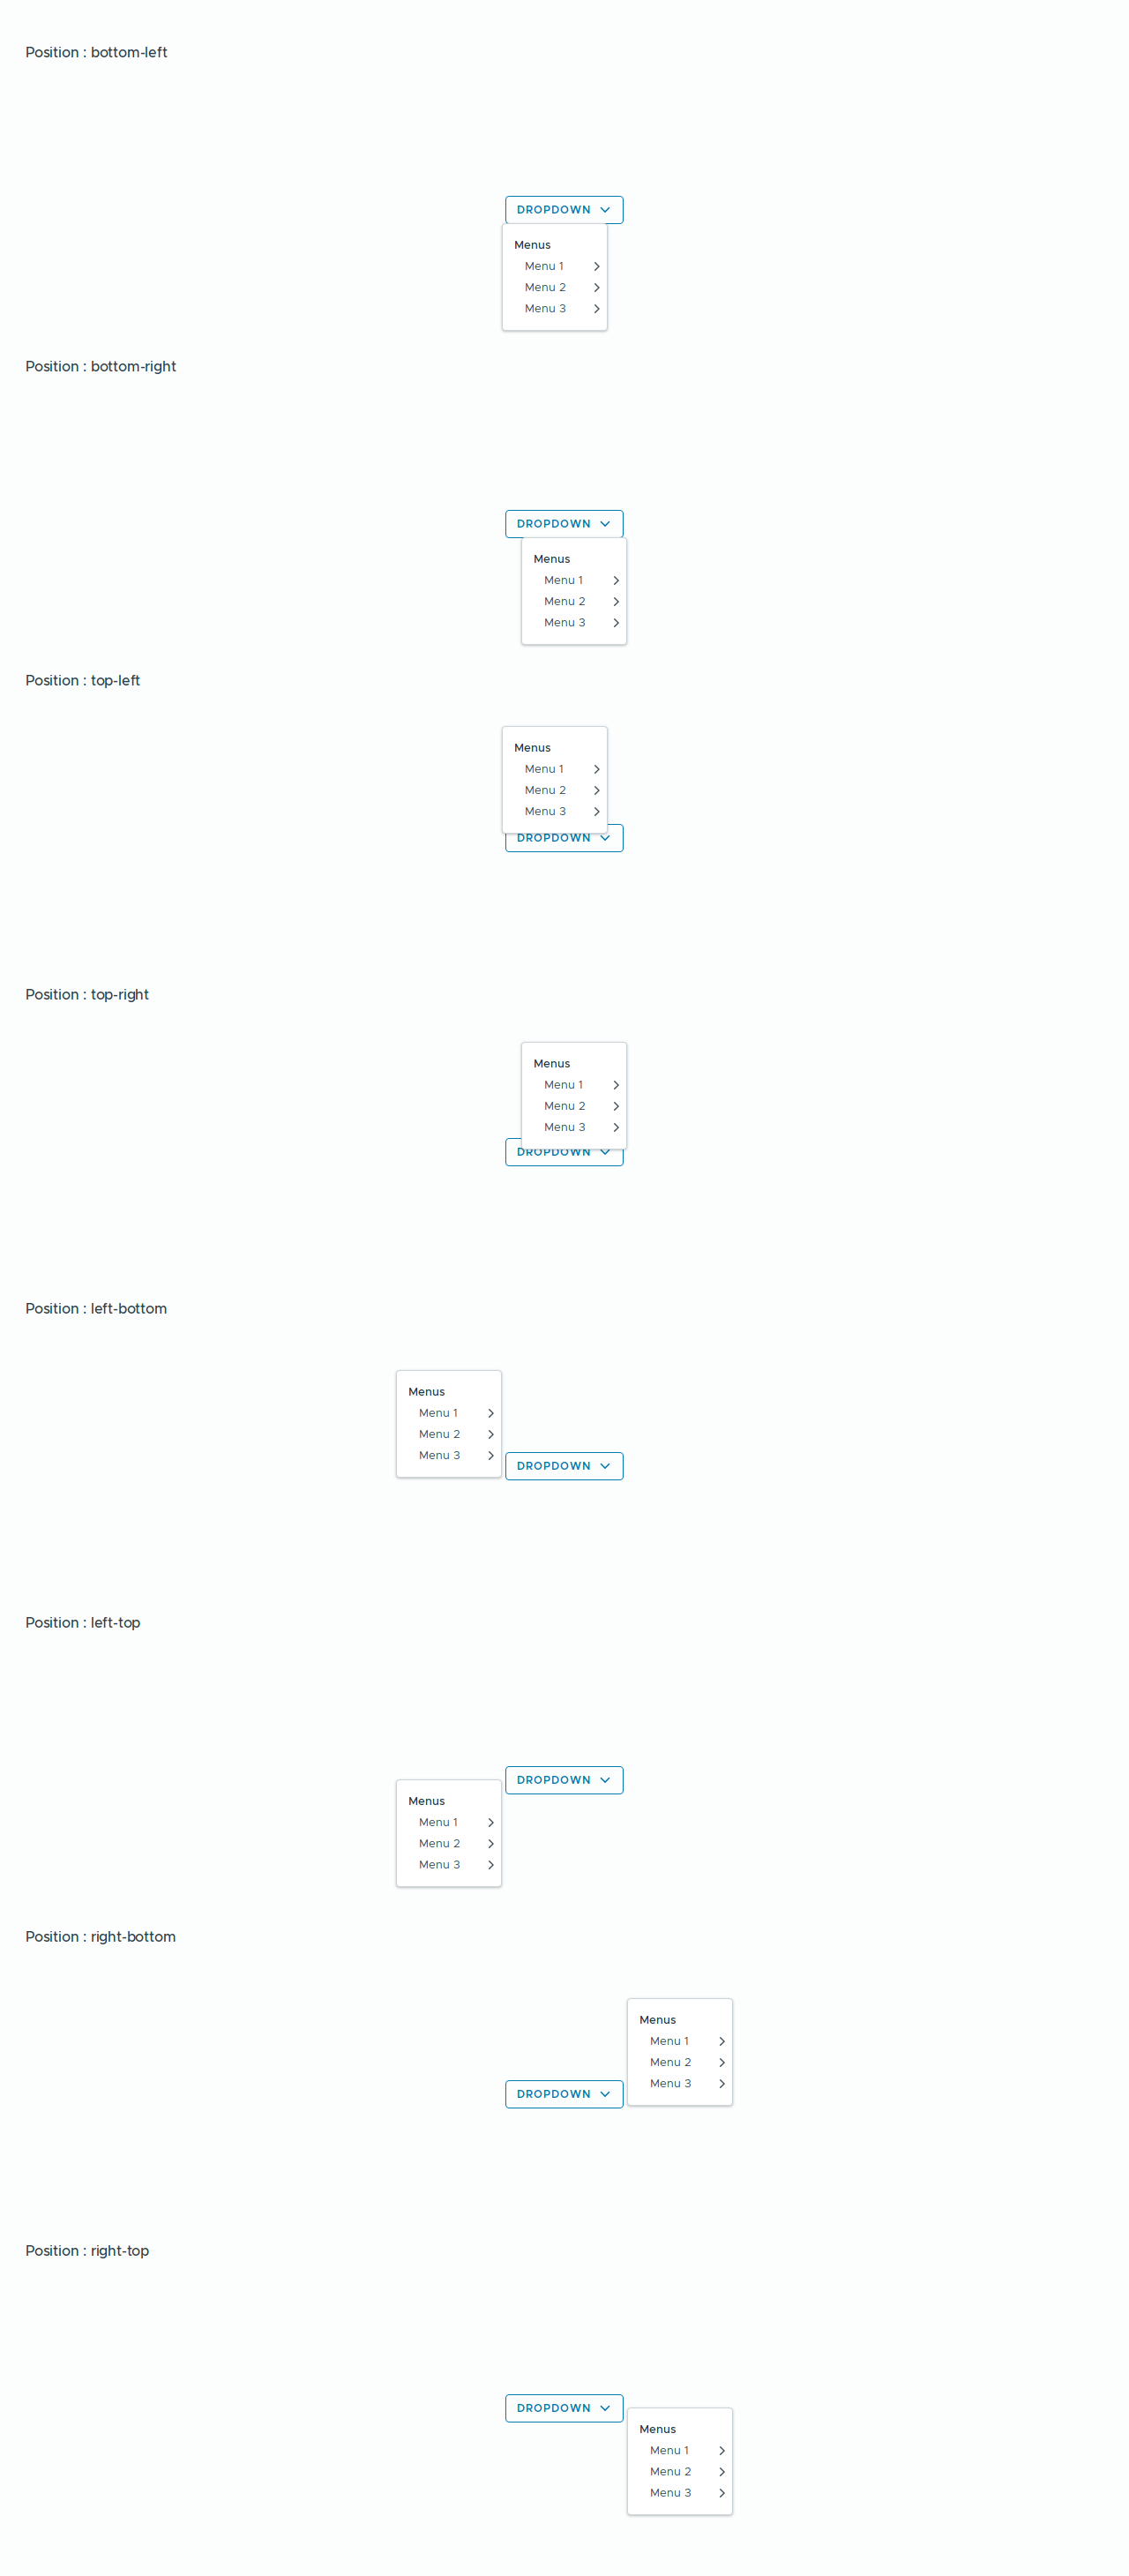 Position : bottom-left
DROPDOWN
Menus
Menu 1
Menu 2
Menu 3
Position : bottom-right
DROPDOWN
Menus
Menu 1
Menu 2
Menu 3
Position : top-left
Menus
Menu 1
Menu 2
Menu 3
DROPDOWN
Position : top-right
Menus
Menu 1
Menu 2
Menu 3
DROPDOWN
Position : left-bottom
Menus
Menu 1
Menu 2
Menu 3
DROPDOWN
Position : left-top
DROPDOWN
Menus
Menu 1
Menu 2
Menu 3
Position : right-bottom
Menus
Menu 1
Menu 2
Menu 3
DROPDOWN
Position : right-top
DROPDOWN
Menus
Menu 1
Menu 2
Menu 3